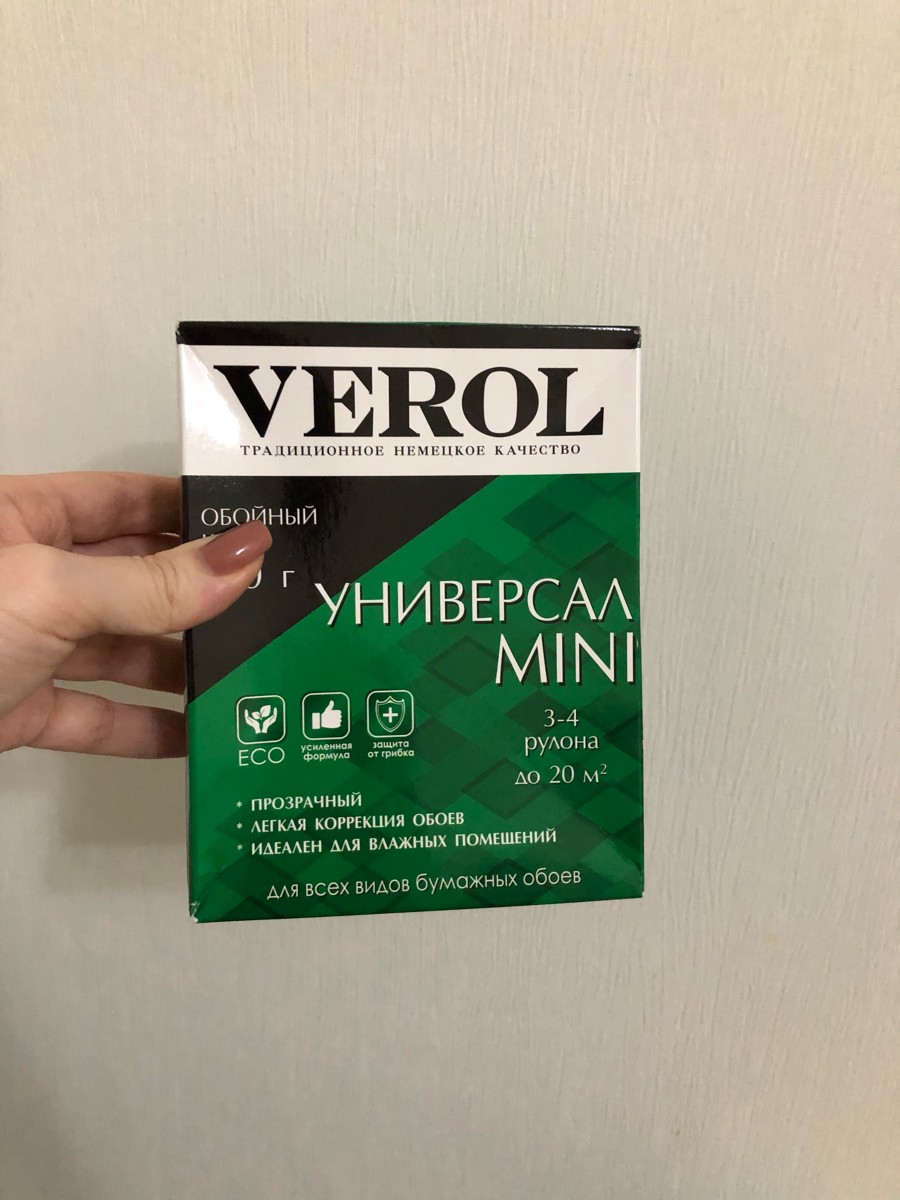 VEROL
ТРАДИЦИОННОЕ НЕМЕЦКОЕ КАЧЕСТВО
ОБОЙНЫЙ
г
УНИВЕРСАЛ
MINI
3-4
рулона
до 20 м²
ECO
усиленная
формула
защита
от грибка
* ПРОЗРАЧНЫЙ
* ЛЕГКАЯ КОРРЕКЦИЯ ОБОЕВ
* ИДЕАЛЕН ДЛЯ ВЛАЖНЫХ ПОМЕЩЕНИЙ
для всех видов бумажных обоев